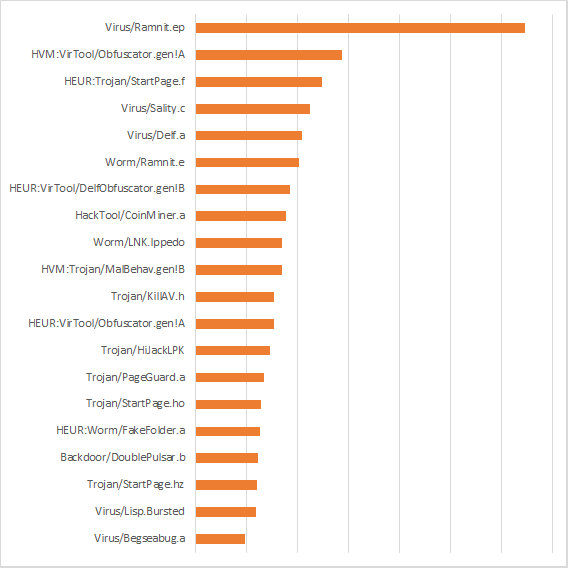 Virus/Ramnit.ep
HVM:VirTool/Obfuscator.gen!A
HEUR:Trojan/StartPage.f
Virus/Sality.c
Virus/Delf.a
Worm/Ramnit.e
HEUR:VirTool/DelfObfuscator.gen!B
HackTool/CoinMiner.a
Worm/LNK.Ippedo
HVM:Trojan/MalBehav.gen!B
Trojan/KillAV.h
HEUR:VirTool/Obfuscator.gen!A
Trojan/HiJackLPK
Trojan/PageGuard.a
Trojan/StartPage.ho
HEUR:Worm/FakeFolder.a
Backdoor/DoublePulsar.b
Trojan/StartPage.hz
Virus/Lisp.Bursted
Virus/Begseabug.a